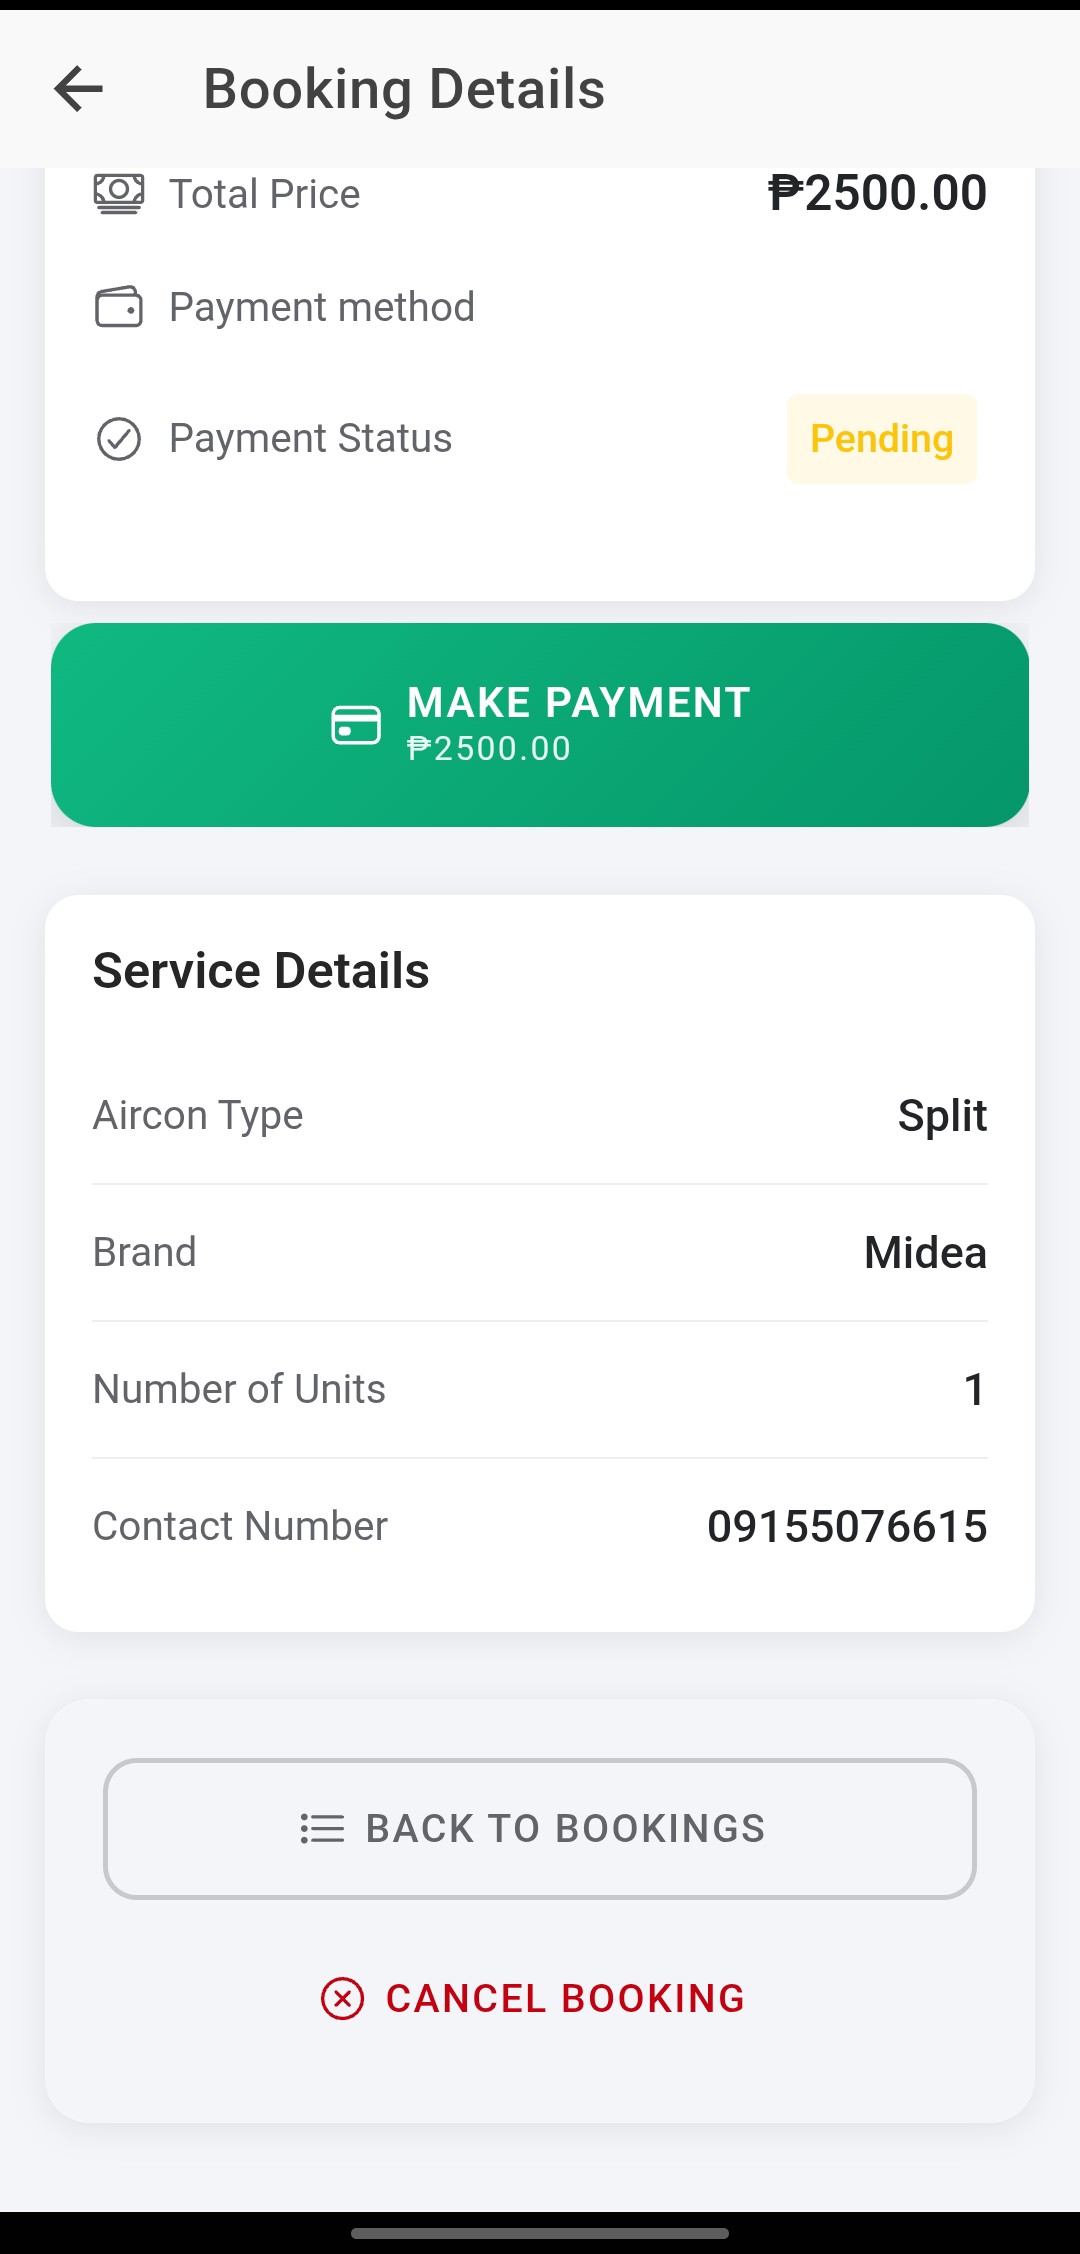 Booking Details
Total Price ₱2500.00
Payment method
Payment Status Pending
MAKE PAYMENT
₱2500.00
Service Details
Aircon Type Split
Brand Midea
Number of Units 1
Contact Number 09155076615
BACK TO BOOKINGS
CANCEL BOOKING